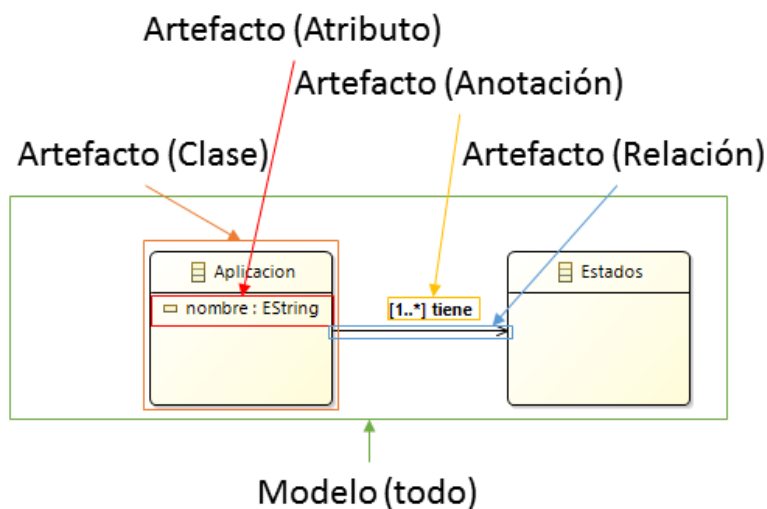 Artefacto (Atributo)
Artefacto (Anotación)
Artefacto (Clase)
Artefacto (Relación)
Aplicacion
Estados
nombre : EString
[1..*] tiene
Modelo (todo)